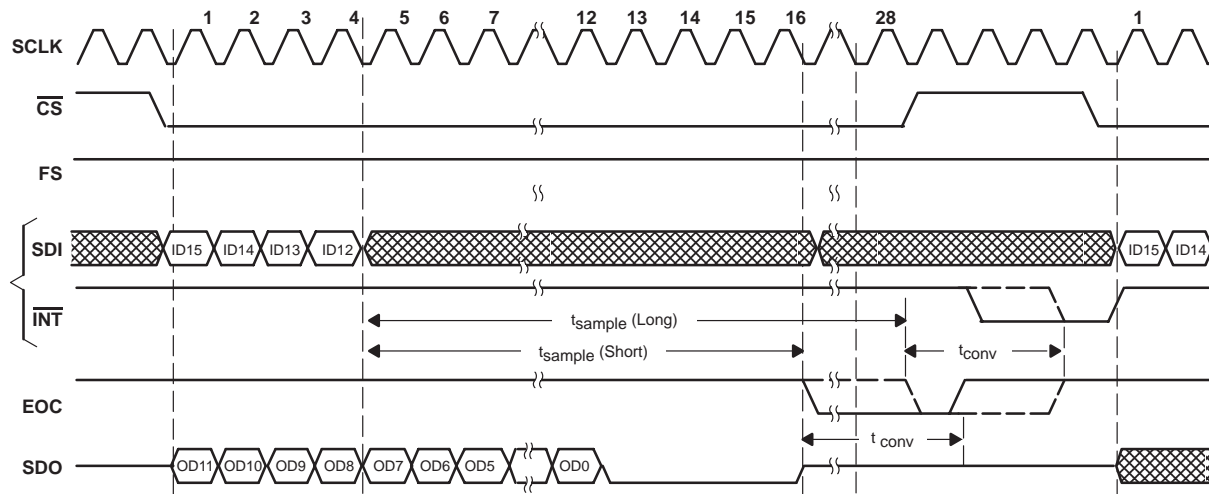 1 2 3 4 5 6 7 12 13 14 15 16 28 1
SCLK
CS
FS
SDI ID15 ID14 ID13 ID12 ID15 ID14
INT
tsample (Long)
tsample (Short) tconv
EOC
t conv
SDO OD11 OD10 OD9 OD8 OD7 OD6 OD5 OD0